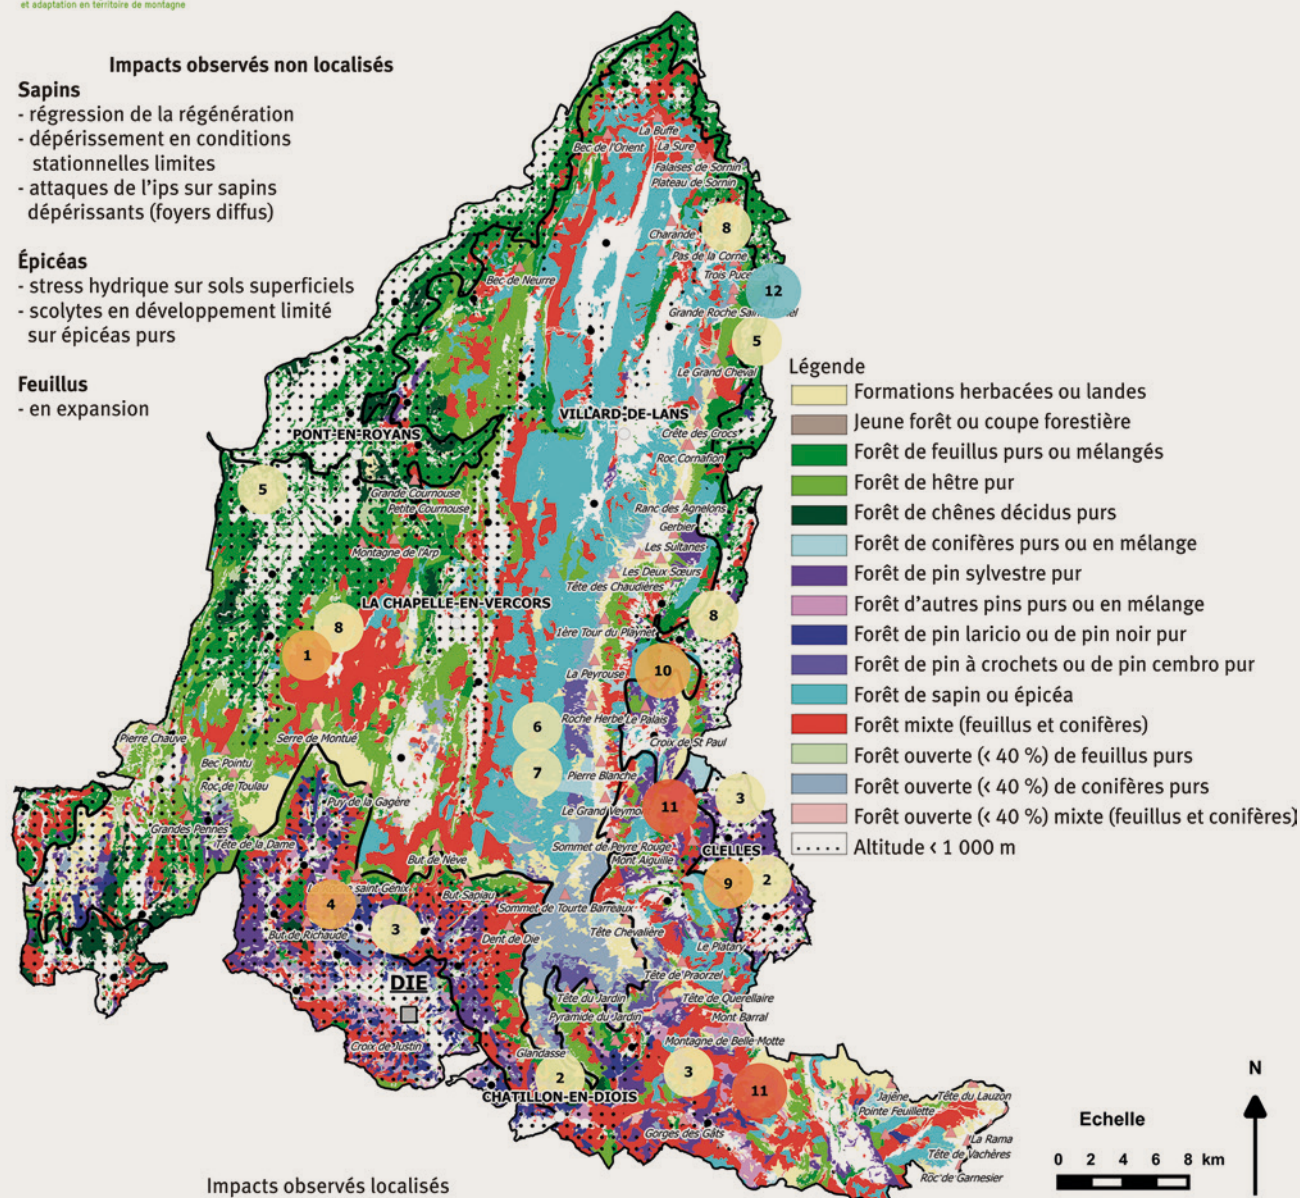 et adaptation en territoire de montagne
Impacts observés non localisés
Sapins
- régression de la régénération
- dépérissement en conditions
stationnelles limites
- attaques de l'ips sur sapins
dépérissants (foyers diffus)
Épicéas
- stress hydrique sur sols superficiels
- scolytes en développement limité
sur épicéas purs
Feuillus
- en expansion
La Buffe
Bec de l'Orient
La Sure
Falaises de Sornin
Plateau de Sornin
8
Charande
Pas de la Corne
Trois Puce
Bec de Neurre
12
Grande Roche Sain
el
5
Le Grand Cheval
VILLARD-DE-LANS
PONT-EN-ROYANS
Crête des Crocs
Roc Cornafion
5
Grande Cournouse
Petite Cournouse
Ranc des Agnelons
Gerbier
Montagne de l'Arp
Les Sultanes
Les Deux Sœurs
Tête des Chaudières
LA CHAPELLE-EN-VERCORS
8
8
1ère Tour du Playnet
1
10
La Peyrouse
6
Roche Herbe
Le Palais
Pierre Chauve
Serre de Montué
Croix de St Paul
Bec Pointu
7
Pierre Blanche
Roc de Toulau
Puy de la Gagère
3
Le Grand Veymo
11
Grandes Pennes
Tête de la Dame
Sommet de Peyre Rouge
CLELLES
But de Nève
Mont Aiguille
saint Génix
But Sapiau
9
2
4
Sommet de Tourte Barreaux
But de Richaude
3
Tête Chevalière
Dent de Die
Le Platary
Tête de Praorzel
DIE
Tête du Jardin
Tête de Querellaire
Pyramide du Jardin
Mont Barral
Croix de Justin
Montagne de Belle Motte
Glandasse
2
3
11
CHATILLON-EN-DIOIS
Jajène
Tête du Lauzon
Pointe Feuillette
Gorges des Gâts
La Rama
Tête de Vachères
Roc de Garnesier
Légende
Formations herbacées ou landes
Jeune forêt ou coupe forestière
Forêt de feuillus purs ou mélangés
Forêt de hêtre pur
Forêt de chênes décidus purs
Forêt de conifères purs ou en mélange
Forêt de pin sylvestre pur
Forêt d'autres pins purs ou en mélange
Forêt de pin laricio ou de pin noir pur
Forêt de pin à crochets ou de pin cembro pur
Forêt de sapin ou épicéa
Forêt mixte (feuillus et conifères)
Forêt ouverte (< 40 %) de feuillus purs
Forêt ouverte (< 40 %) de conifères purs
Forêt ouverte (< 40 %) mixte (feuillus et conifères)
Altitude < 1 000 m
N
Echelle
0 2 4 6 8 km
Impacts observés localisés